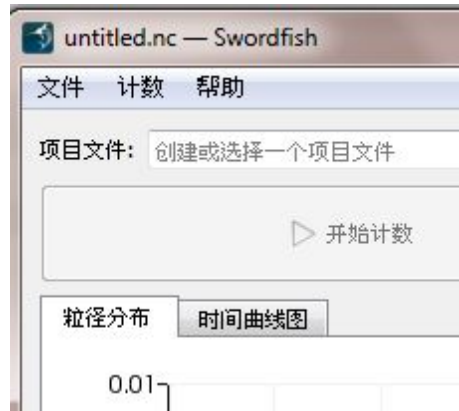 untitled.nc — Swordfish
文件 计数 帮助
项目文件: 创建或选择一个项目文件
开始计数
粒径分布 时间曲线图
0.01